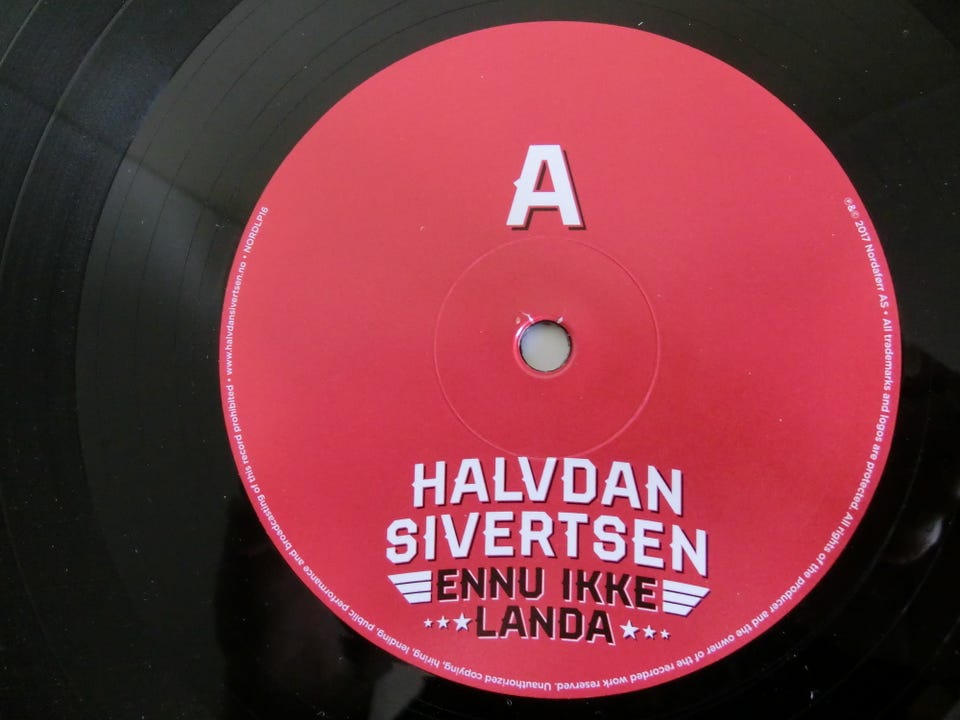 A
HALVDAN
SIVERTSEN
ENNU IKKE
LANDA
℗&© 2017 Nordaførr AS • All trademarks and logos are protected. All rights of the producer and the owner of the recorded work reserved. Unauthorized copying, hiring, lending, public performance and broadcasting of this record prohibited • www.halvdansivertsen.no • NORDLP16